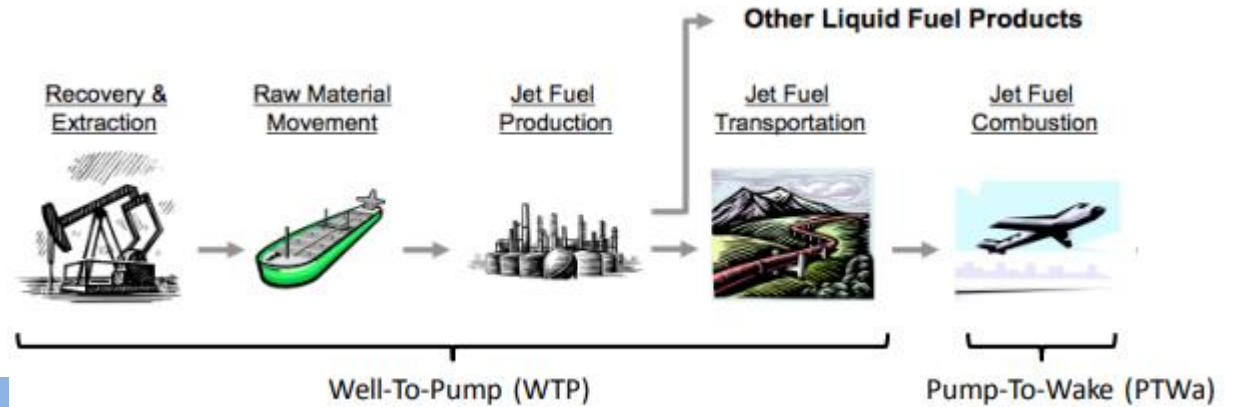 Other Liquid Fuel Products
Recovery &
Extraction
Raw Material
Movement
Jet Fuel
Production
Jet Fuel
Transportation
Jet Fuel
Combustion
Well-To-Pump (WTP)
Pump-To-Wake (PTWa)